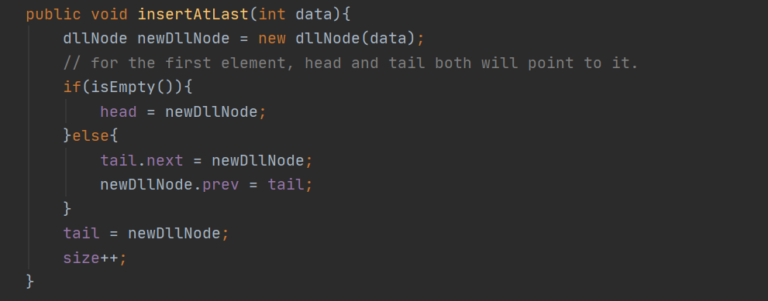 public void insertAtLast(int data){
    dllNode newDllNode = new dllNode(data);
    // for the first element, head and tail both will point to it.
    if(isEmpty()){
        head = newDllNode;
    }else{
        tail.next = newDllNode;
        newDllNode.prev = tail;
    }
    tail = newDllNode;
    size++;
}